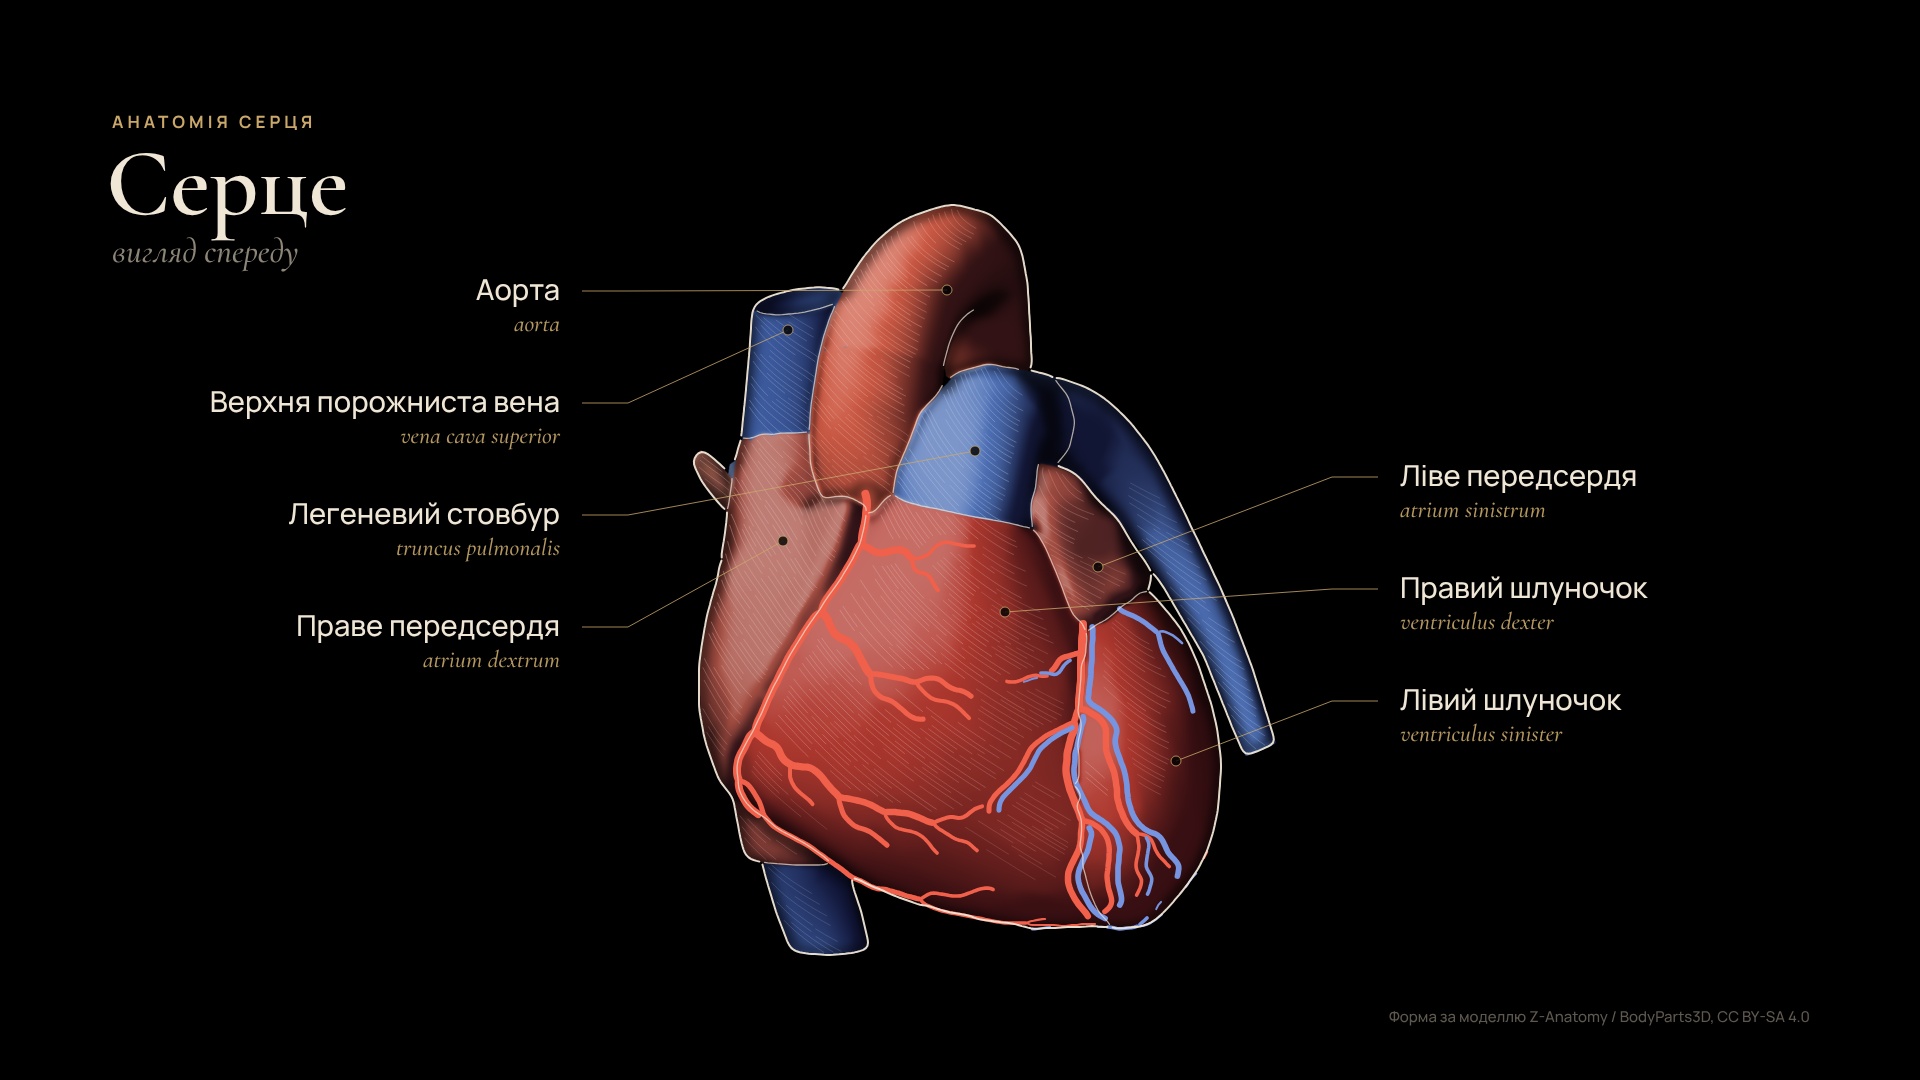 АНАТОМІЯ СЕРЦЯ
Серце
вигляд спереду
Аорта
aorta
Верхня порожниста вена
vena cava superior
Легеневий стовбур
truncus pulmonalis
Праве передсердя
atrium dextrum
Ліве передсердя
atrium sinistrum
Правий шлуночок
ventriculus dexter
Лівий шлуночок
ventriculus sinister
Форма за моделлю Z-Anatomy / BodyParts3D, CC BY-SA 4.0